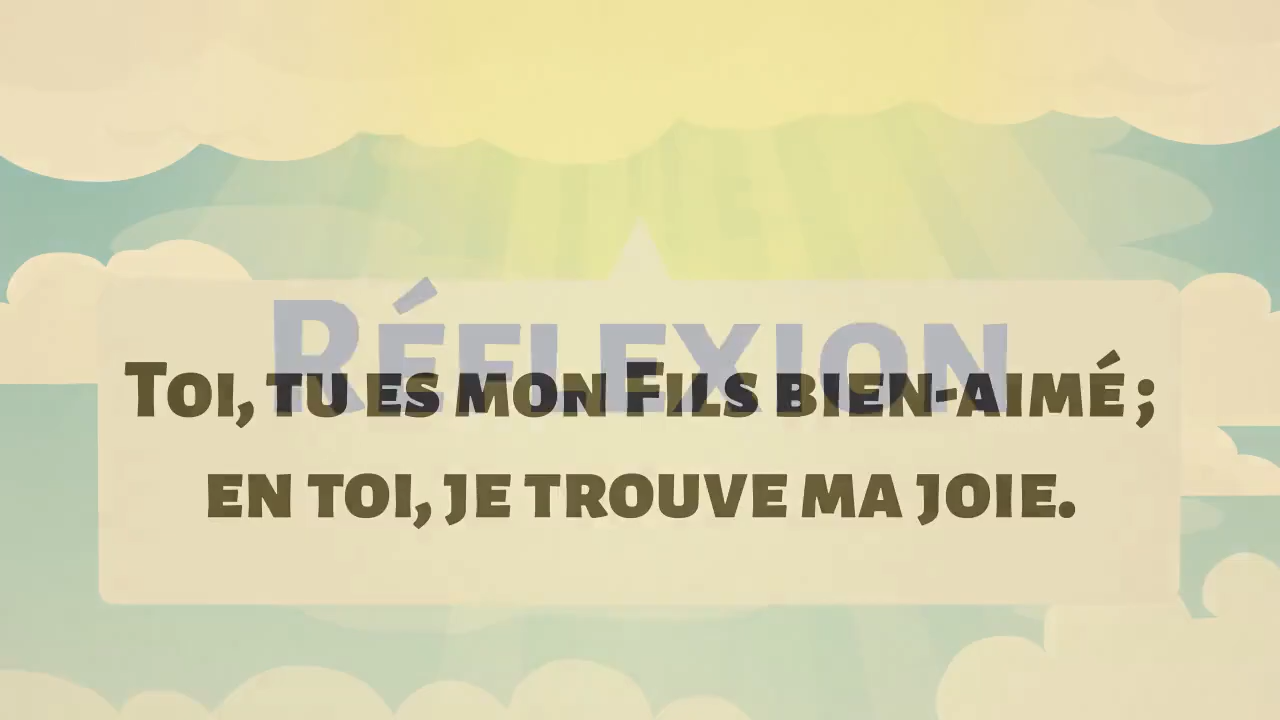 Réflexion
Toi, tu es mon Fils bien-aimé ;
en toi, je trouve ma joie.